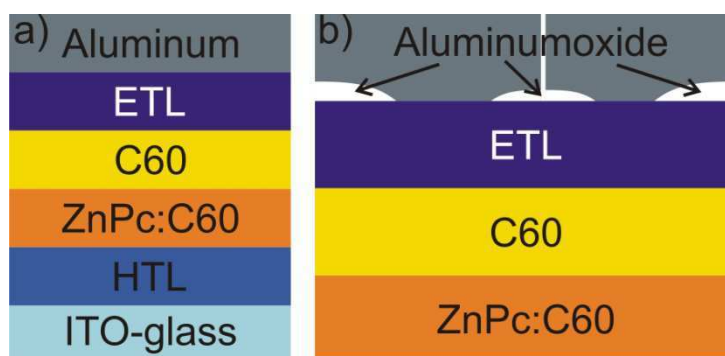 a)
Aluminum
ETL
C60
ZnPc:C60
HTL
ITO-glass
b)
Aluminumoxide
ETL
C60
ZnPc:C60